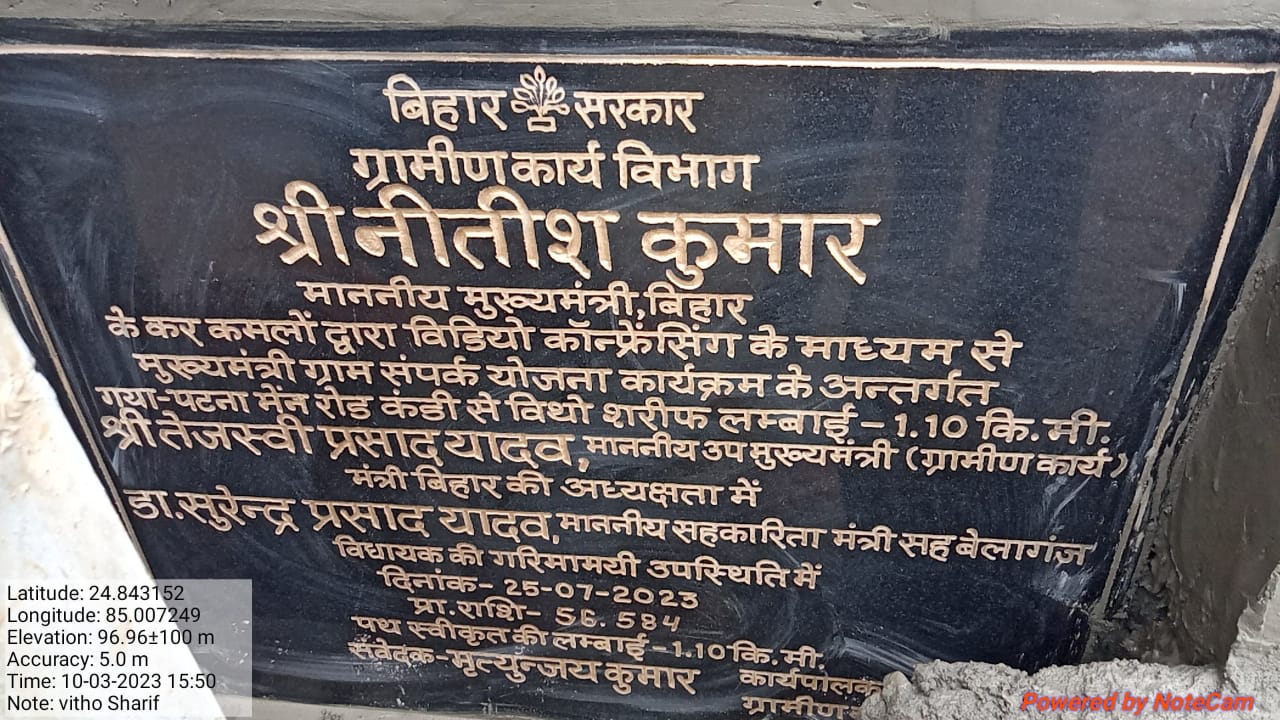 बिहार सरकार
ग्रामीण कार्य विभाग
श्री नीतीश कुमार
माननीय मुख्यमंत्री, बिहार
के कर कमलों द्वारा विडियो कॉन्फ्रेंसिंग के माध्यम से
मुख्यमंत्री ग्राम संपर्क योजना कार्यक्रम के अन्तर्गत
गया-पटना मेंन रोड कंडी से विथो शरीफ लम्बाई - 1.10 कि. मी.
श्री तेजस्वी प्रसाद यादव, माननीय उप मुख्यमंत्री (ग्रामीण कार्य)
मंत्री बिहार की अध्यक्षता में
डा. सुरेन्द्र प्रसाद यादव, माननीय सहकारिता मंत्री सह बेलागंज
विधायक की गरिमामयी उपस्थिति में
दिनांक- 25-07-2023
प्रा. राशि- 56. 584
पथ स्वीकृत की लम्बाई - 1.10 कि. मी.
संवेदक- मृत्युन्जय कुमार कार्यपालक
ग्रामीण
Latitude: 24.843152
Longitude: 85.007249
Elevation: 96.96±100 m
Accuracy: 5.0 m
Time: 10-03-2023 15:50
Note: vitho Sharif
Powered by NoteCam